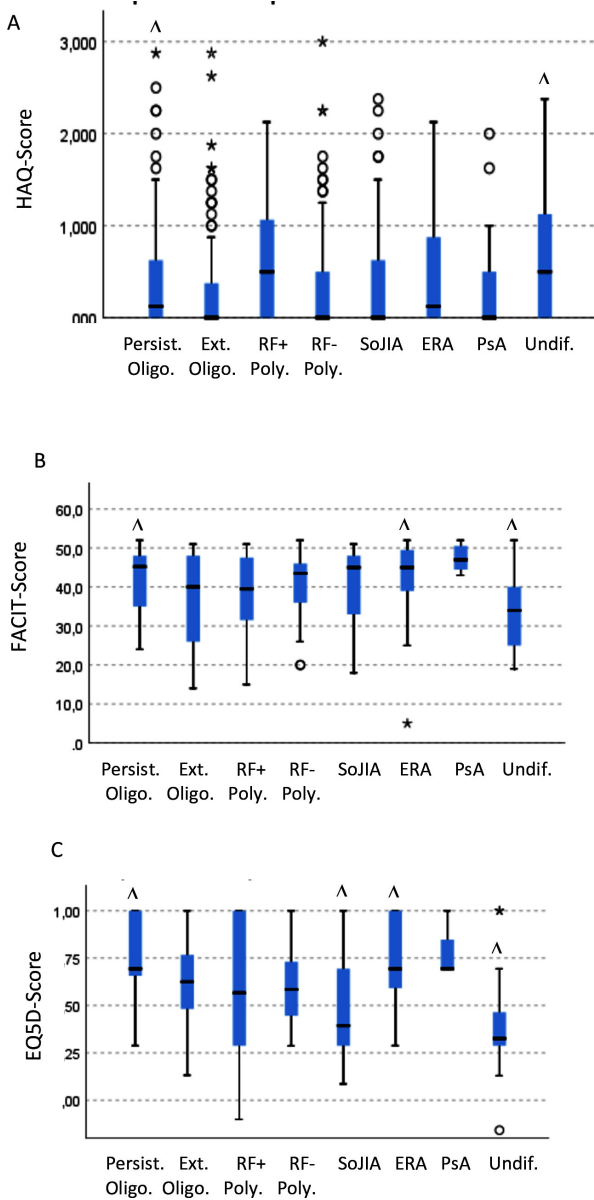 A
HAQ-Score
3,000
2,000
1,000
,000
Persist. Ext. RF+ RF- SoJIA ERA PsA Undif.
Oligo. Oligo. Poly. Poly.
B
FACIT-Score
60,0
50,0
40,0
30,0
20,0
10,0
,0
Persist. Ext. RF+ RF- SoJIA ERA PsA Undif.
Oligo. Oligo. Poly. Poly.
C
EQ5D-Score
1,00
,75
,50
,25
,00
Persist. Ext. RF+ RF- SoJIA ERA PsA Undif.
Oligo. Oligo. Poly. Poly.